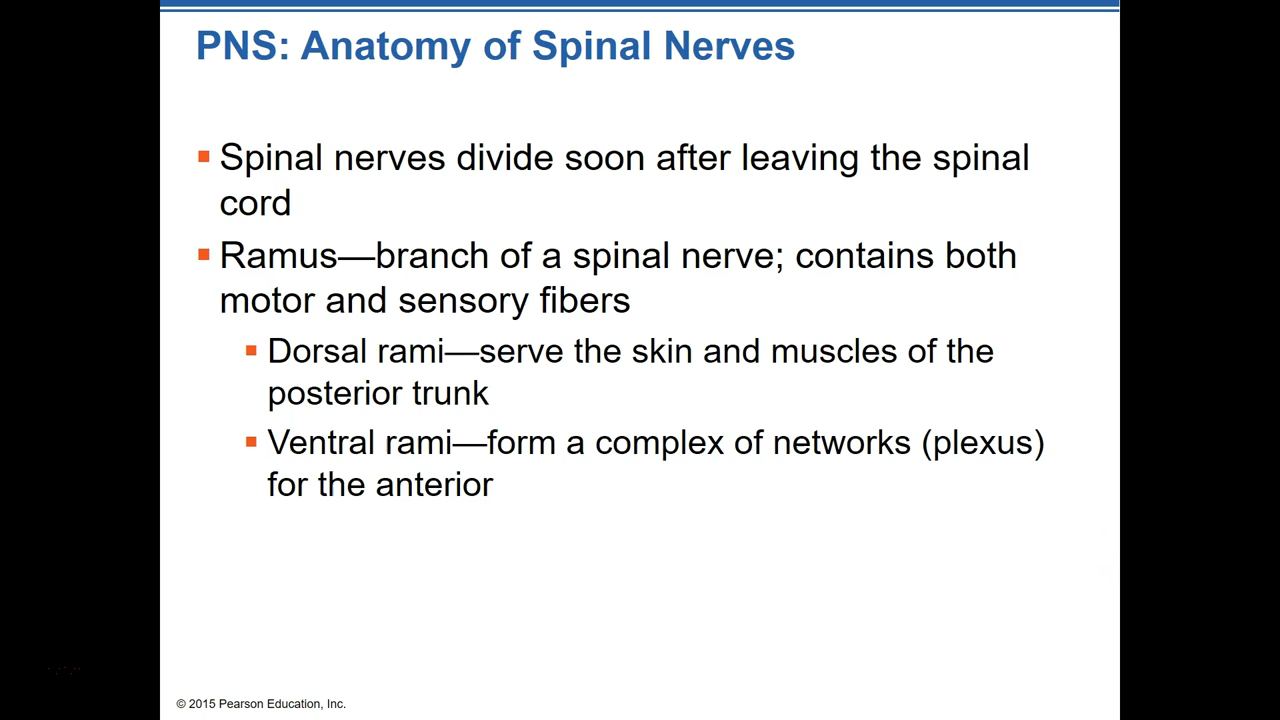 PNS: Anatomy of Spinal Nerves
Spinal nerves divide soon after leaving the spinal
cord
Ramus—branch of a spinal nerve; contains both
motor and sensory fibers
Dorsal rami—serve the skin and muscles of the
posterior trunk
Ventral rami—form a complex of networks (plexus)
for the anterior
© 2015 Pearson Education, Inc.